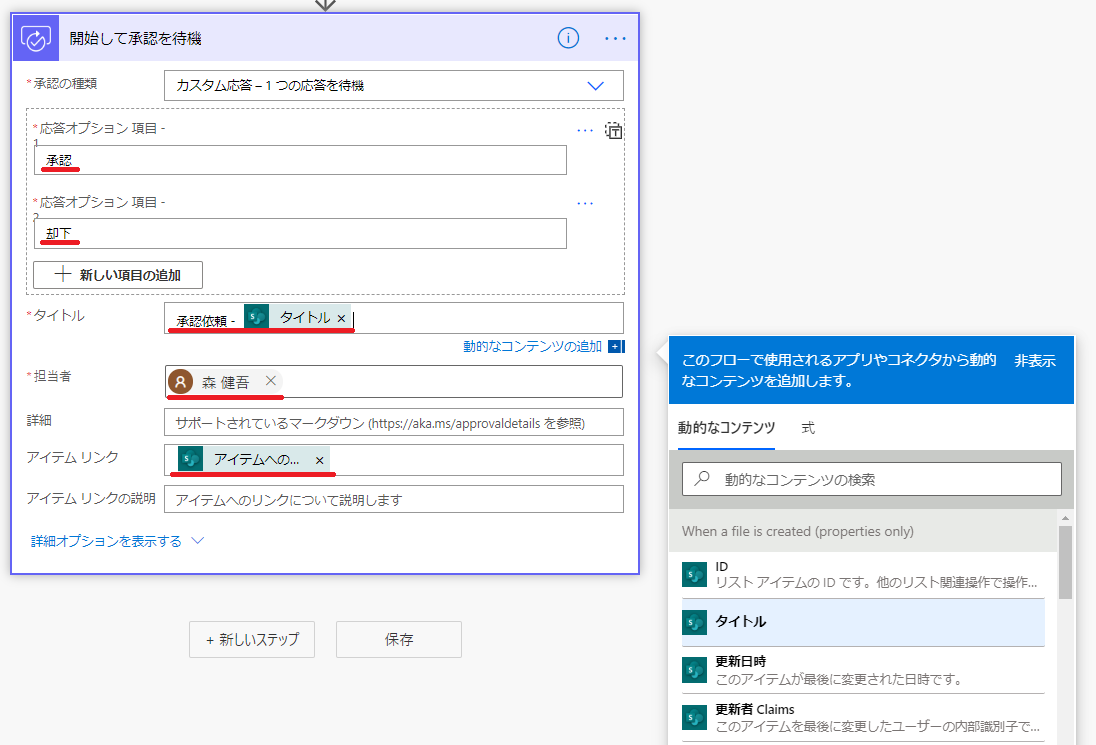 開始して承認を待機
*承認の種類
カスタム応答 – 1 つの応答を待機
*応答オプション 項目 -
1
承認
*応答オプション 項目 -
2
却下
新しい項目の追加
*タイトル
承認依頼 - タイトル ×
動的なコンテンツの追加
*担当者
森 健吾
詳細
サポートされているマークダウン (https://aka.ms/approvaldetails を参照)
アイテム リンク
アイテムへの... ×
アイテム リンクの説明
アイテムへのリンクについて説明します
詳細オプションを表示する
+ 新しいステップ
保存
このフローで使用されるアプリやコネクタから動的なコンテンツを追加します。
非表示
動的なコンテンツ
式
動的なコンテンツの検索
When a file is created (properties only)
ID
リスト アイテムの ID です。他のリスト関連操作で操作...
タイトル
更新日時
このアイテムが最後に変更された日時です。
更新者 Claims
このアイテムを最後に変更したユーザーの内部識別子で...